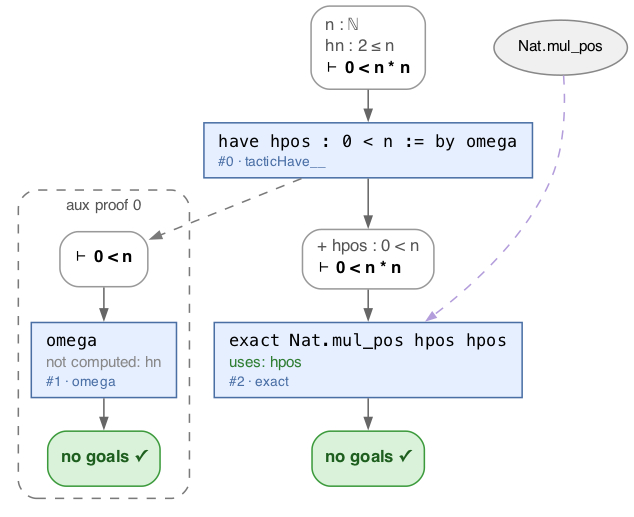 n : ℕ
hn : 2 ≤ n
⊢ 0 < n * n
Nat.mul_pos
have hpos : 0 < n := by omega
#0 · tacticHave__
aux proof 0
⊢ 0 < n
+ hpos : 0 < n
⊢ 0 < n * n
omega
not computed: hn
#1 · omega
exact Nat.mul_pos hpos hpos
uses: hpos
#2 · exact
no goals ✓
no goals ✓